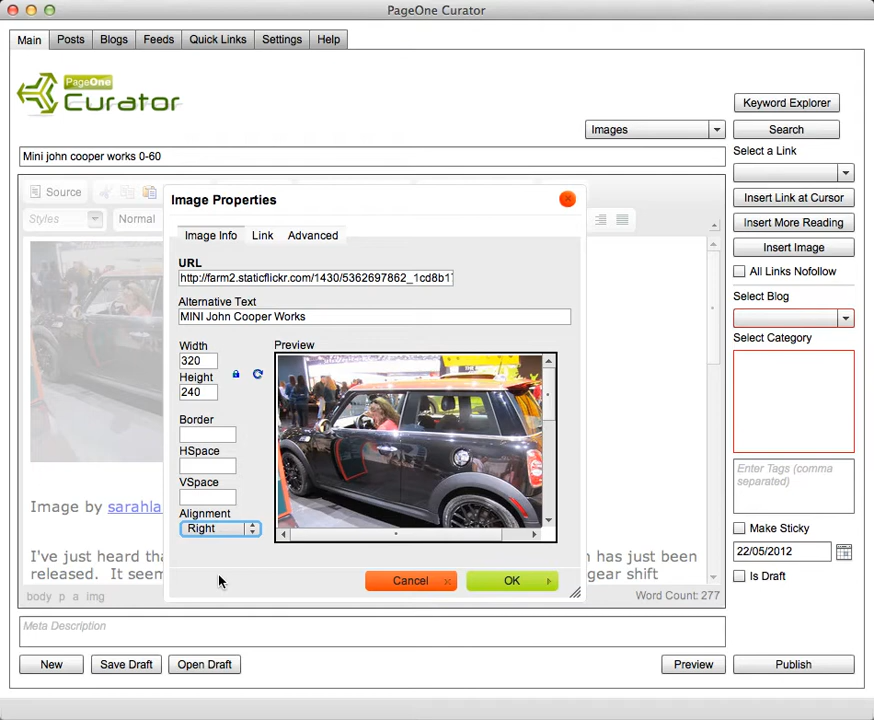 PageOne Curator
Main Posts Blogs Feeds Quick Links Settings Help
PageOne
Curator
Keyword Explorer
Images
Search
Select a Link
Mini john cooper works 0-60
Insert Link at Cursor
Insert More Reading
Insert Image
All Links Nofollow
Select Blog
Select Category
Enter Tags (comma
separated)
Make Sticky
22/05/2012
Is Draft
Source
Styles Normal
Image Properties
Image Info Link Advanced
URL
http://farm2.staticflickr.com/1430/5362697862_1cd8b1
Alternative Text
MINI John Cooper Works
Width
320
Height
240
Preview
Border
HSpace
VSpace
Alignment
Right
Cancel
OK
Image by sarahla
I've just heard tha
n has just been
released. It seem
gear shift
body p a img
Word Count: 277
Meta Description
New Save Draft Open Draft Preview Publish